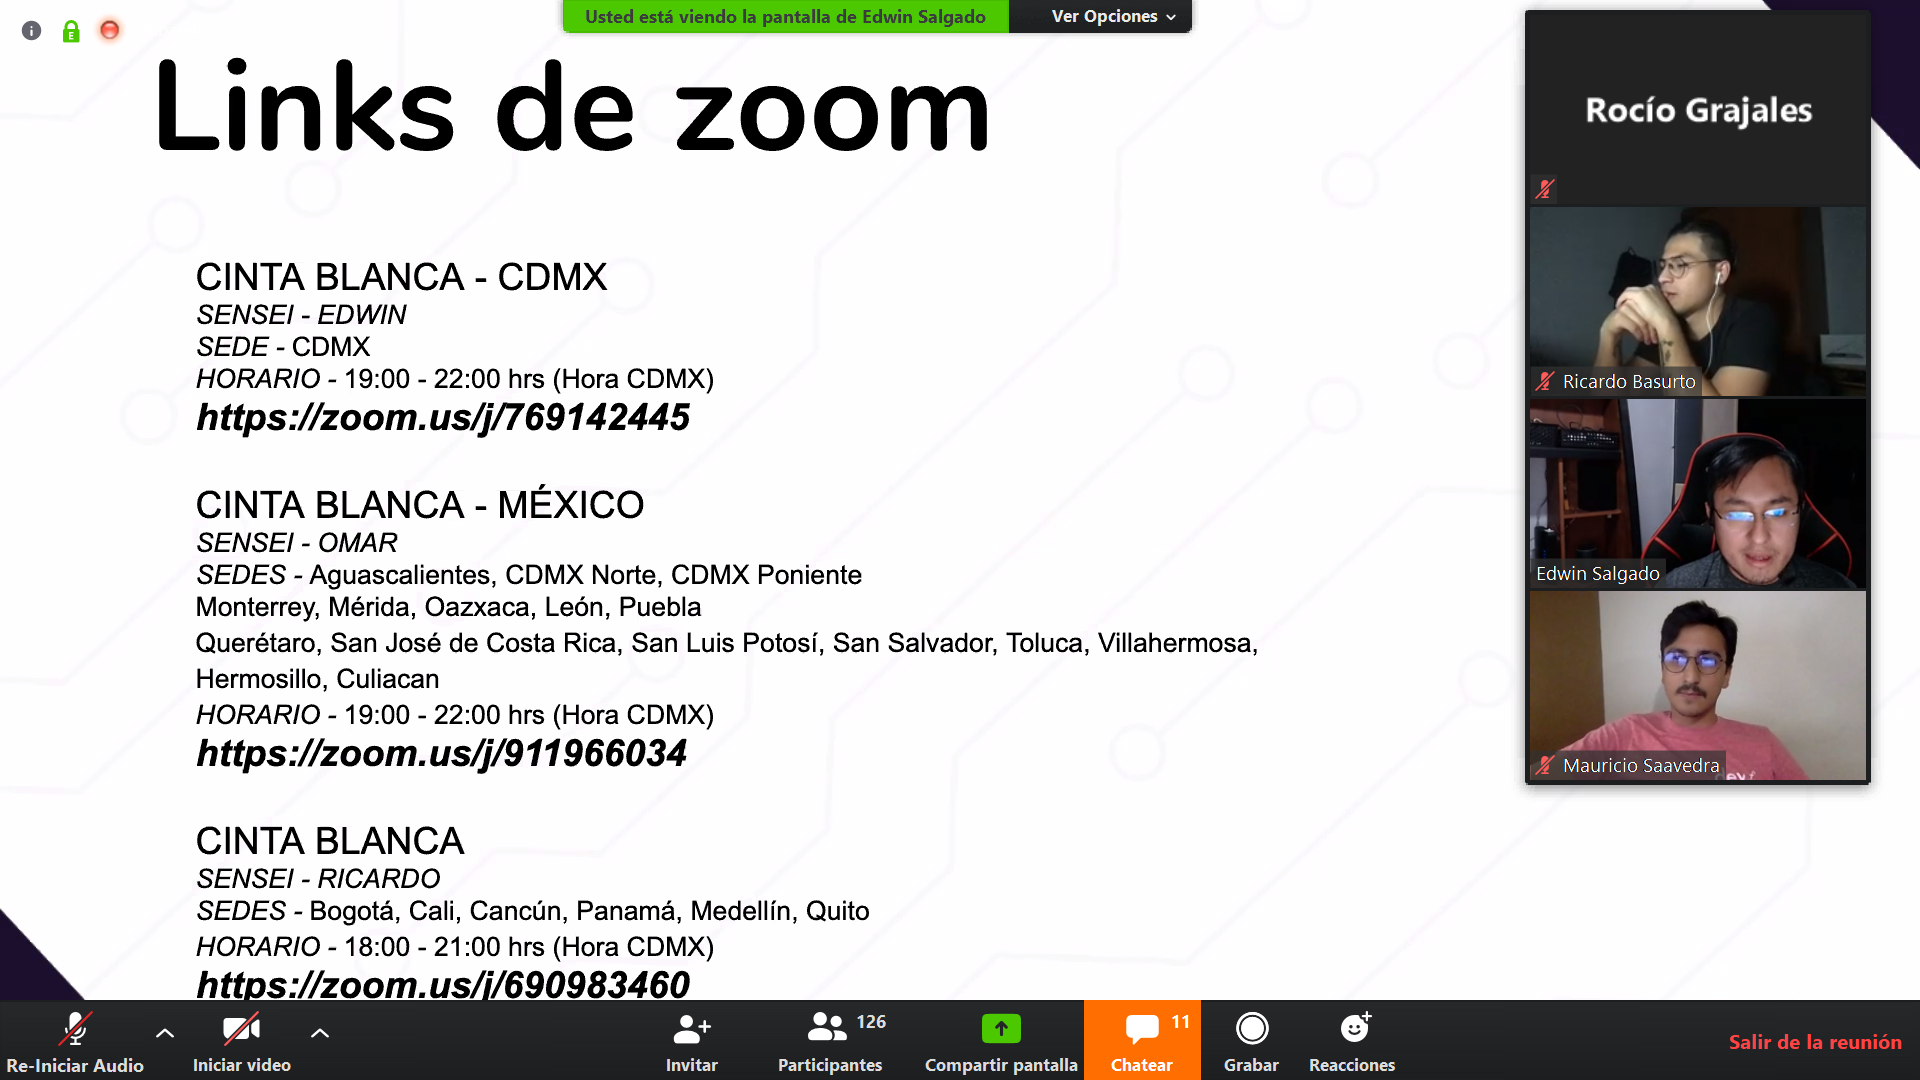 Usted está viendo la pantalla de Edwin Salgado
Ver Opciones
Links de zoom
CINTA BLANCA - CDMX
SENSEI - EDWIN
SEDE - CDMX
HORARIO - 19:00 - 22:00 hrs (Hora CDMX)
https://zoom.us/j/769142445
CINTA BLANCA - MÉXICO
SENSEI - OMAR
SEDES - Aguascalientes, CDMX Norte, CDMX Poniente
Monterrey, Mérida, Oazxaca, León, Puebla
Querétaro, San José de Costa Rica, San Luis Potosí, San Salvador, Toluca, Villahermosa,
Hermosillo, Culiacan
HORARIO - 19:00 - 22:00 hrs (Hora CDMX)
https://zoom.us/j/911966034
CINTA BLANCA
SENSEI - RICARDO
SEDES - Bogotá, Cali, Cancún, Panamá, Medellín, Quito
HORARIO - 18:00 - 21:00 hrs (Hora CDMX)
https://zoom.us/j/690983460
Rocío Grajales
Ricardo Basurto
Edwin Salgado
Mauricio Saavedra
Re-Iniciar Audio
Iniciar video
Invitar
126
Participantes
Compartir pantalla
11
Chatear
Grabar
Reacciones
Salir de la reunión